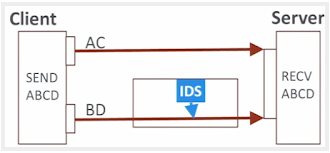 Client
Server
AC
SEND
ABCD
IDS
RECV
ABCD
BD